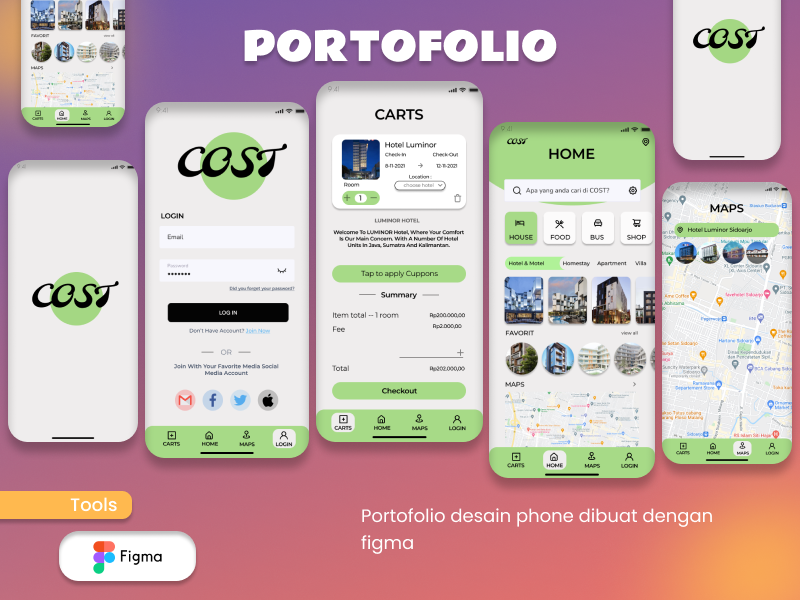 PORTOFOLIO
FAVORIT
view all
MAPS
CARTS
HOME
MAPS
LOGIN
COST
COST
COST
LOGIN
Email
Password
Did you forget your password?
LOG IN
Don't Have Account? Join Now
OR
Join With Your Favorite Media Social
Media Account
CARTS
HOME
MAPS
LOGIN
CARTS
Hotel Luminor
Check-In
Check-Out
8-11-2021
12-11-2021
Location :
choose hotel
Room
1
LUMINOR HOTEL
Welcome To LUMINOR Hotel, Where Your Comfort
Is Our Main Concern. With A Number Of Hotel
Units In Java, Sumatra And Kalimantan.
Tap to apply Cuppons
Summary
Item total -- 1 room
Rp200.000,00
Fee
Rp2.000,00
Total
Rp202.000,00
Checkout
CARTS
HOME
MAPS
LOGIN
COST
HOME
Apa yang anda cari di COST?
HOUSE
FOOD
BUS
SHOP
Hotel & Motel
Homestay
Apartment
Villa
FAVORIT
view all
MAPS
CARTS
HOME
MAPS
LOGIN
COST
MAPS
Hotel Luminor Sidoarjo
CARTS
HOME
MAPS
LOGIN
Tools
Figma
Portofolio desain phone dibuat dengan
figma